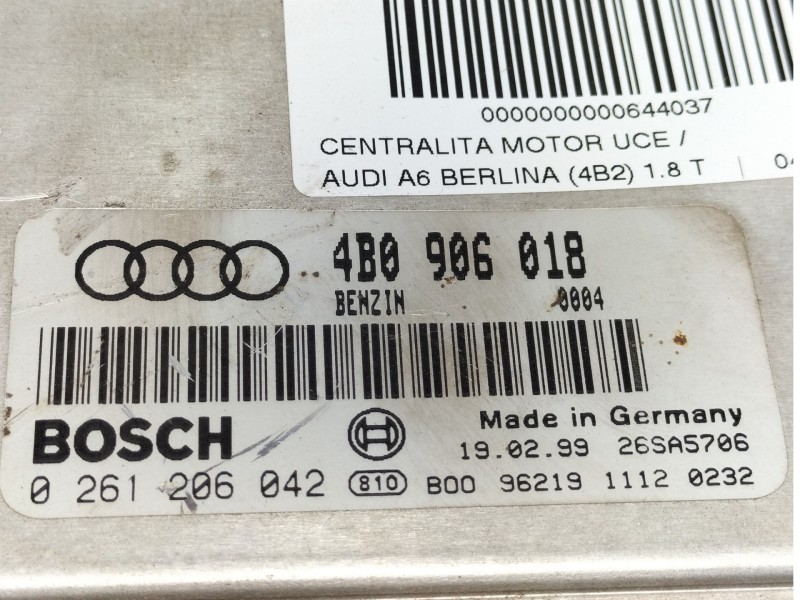 0000000000644037
CENTRALITA MOTOR UCE /
AUDI A6 BERLINA (4B2) 1.8 T | 04
4B0 906 018
BENZIN 0004
BOSCH
Made in Germany
19.02.99 26SA5706
0 261 206 042 810 B00 96219 1112 0232